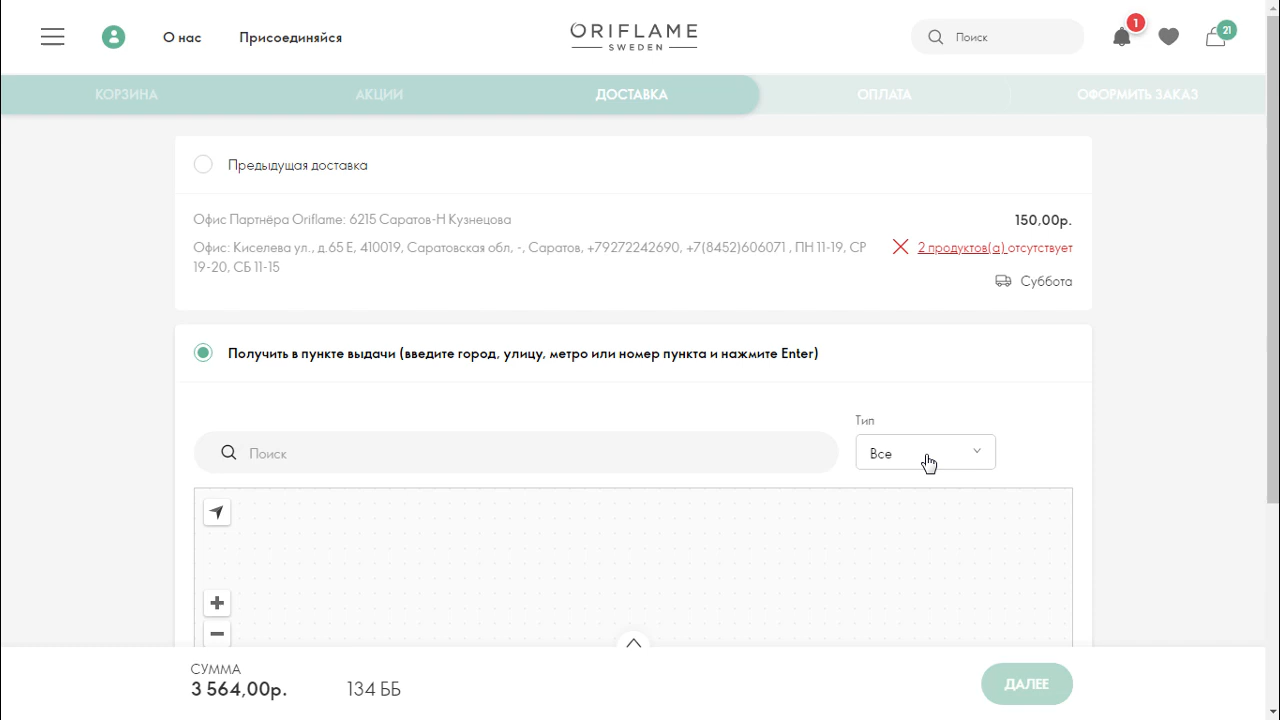 О нас
Присоединяйся
ORIFLAME
SWEDEN
Поиск
1
21
КОРЗИНА
АКЦИИ
ДОСТАВКА
ОПЛАТА
ОФОРМИТЬ ЗАКАЗ
Предыдущая доставка
Офис Партнёра Oriflame: 6215 Саратов-Н Кузнецова
150,00р.
Офис: Киселева ул., д.65 Е, 410019, Саратовская обл, -, Саратов, +79272242690, +7(8452)606071 , ПН 11-19, СР
19-20, СБ 11-15
2 продуктов(а) отсутствует
Суббота
Получить в пункте выдачи (введите город, улицу, метро или номер пункта и нажмите Enter)
Тип
Поиск
Все
СУММА
3 564,00р.
134 ББ
ДАЛЕЕ